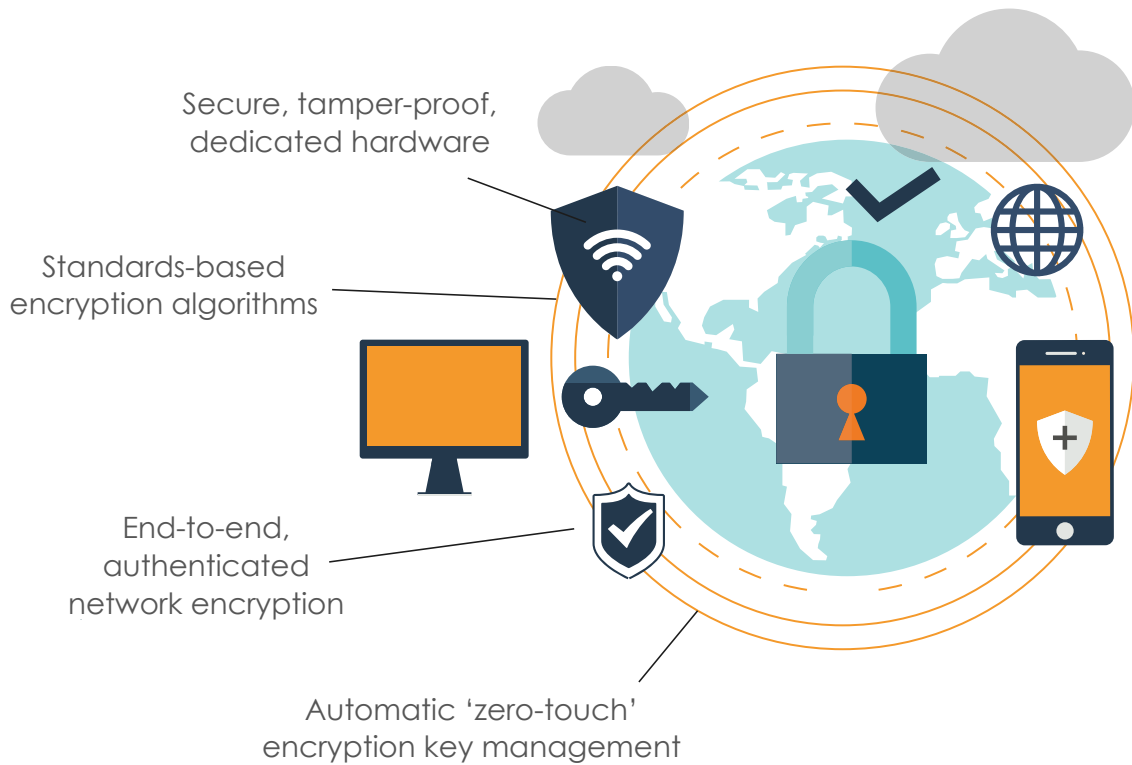 Secure, tamper-proof,
dedicated hardware
Standards-based
encryption algorithms
End-to-end,
authenticated
network encryption
Automatic ‘zero-touch’
encryption key management